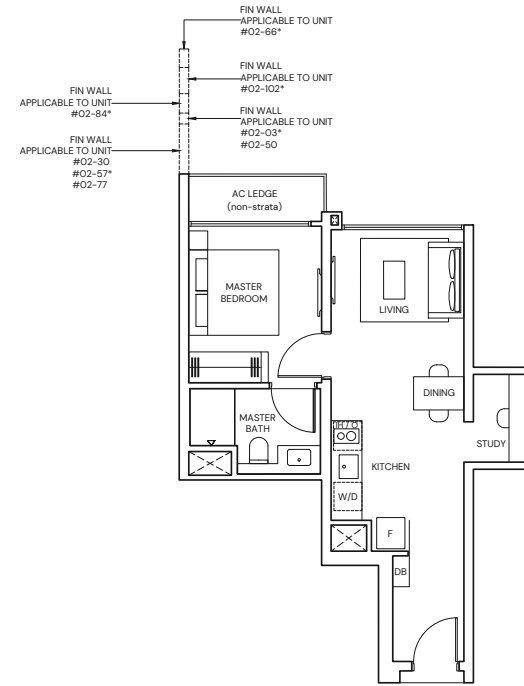 FIN WALL
APPLICABLE TO UNIT
#02-66*
FIN WALL
APPLICABLE TO UNIT
#02-102*
FIN WALL
APPLICABLE TO UNIT
#02-84*
FIN WALL
APPLICABLE TO UNIT
#02-03*
#02-50
FIN WALL
APPLICABLE TO UNIT
#02-30
#02-57*
#02-77
AC LEDGE
(non-strata)
MASTER
BEDROOM
LIVING
DINING
MASTER
BATH
IH / O
STUDY
KITCHEN
W/D
F
DB